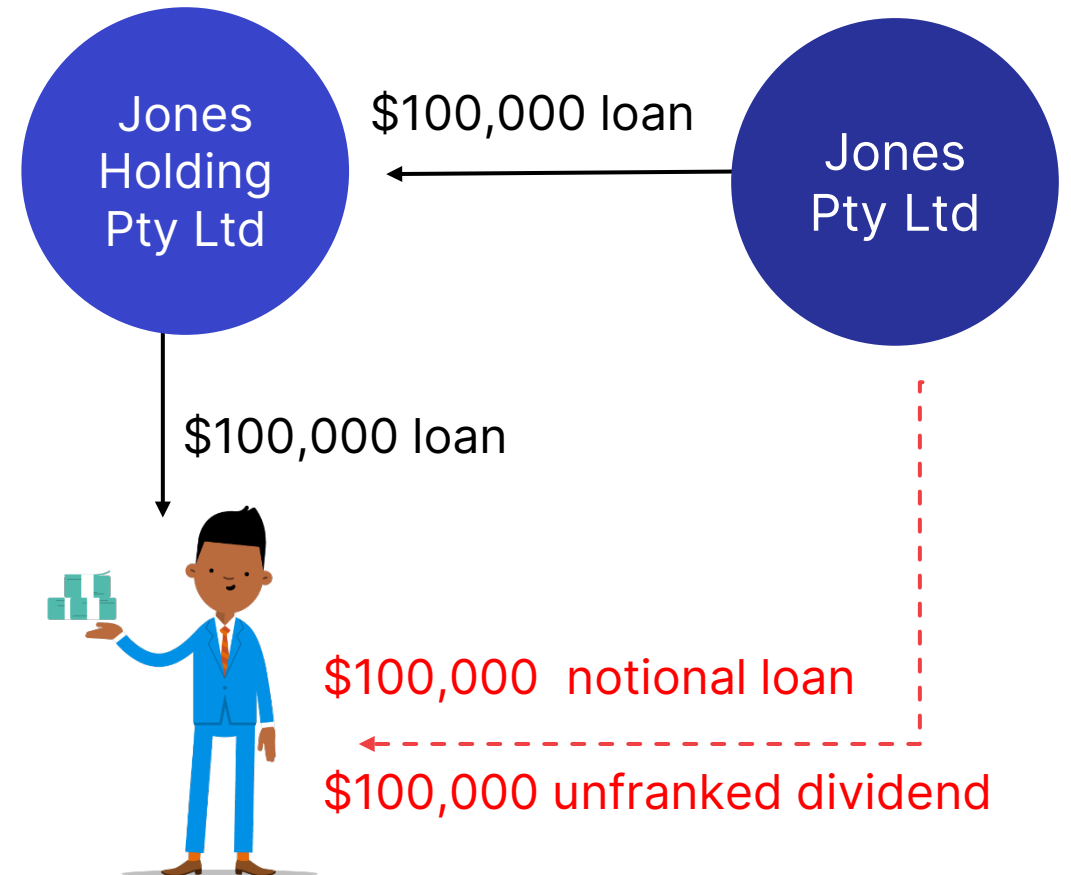 Jones
Holding
Pty Ltd
$100,000 loan
Jones
Pty Ltd
$100,000 loan
$100,000 notional loan
$100,000 unfranked dividend